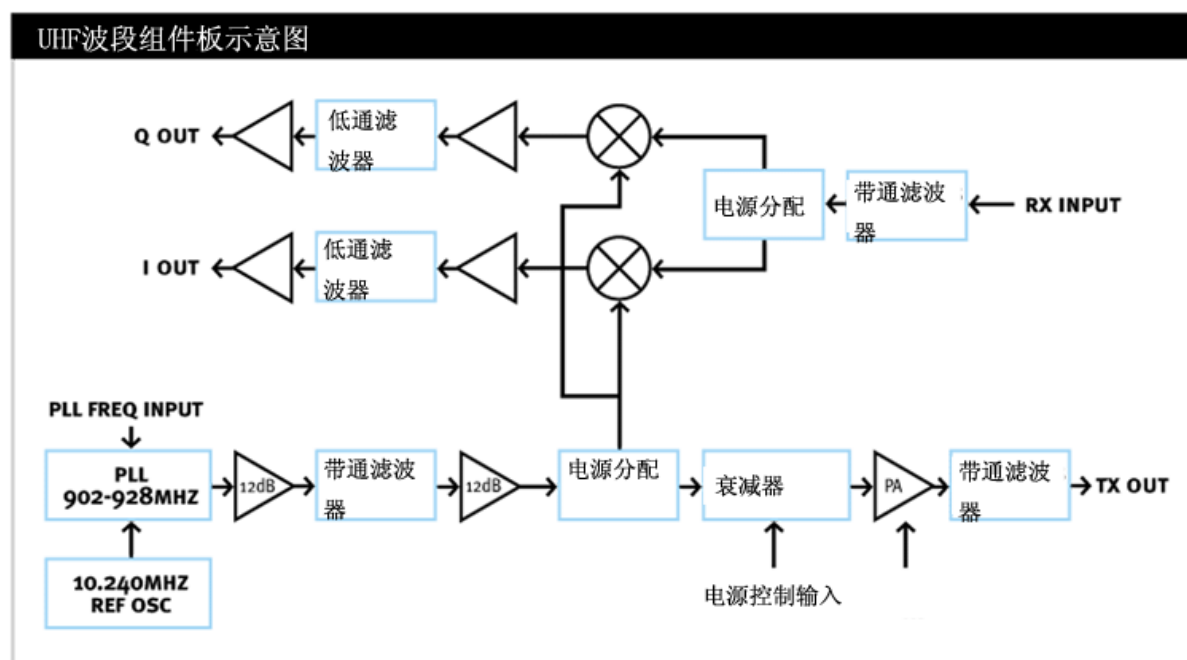 UHF波段组件板示意图
Q OUT
低通滤
波器
电源分配
带通滤波
器
RX INPUT
I OUT
低通滤
波器
PLL FREQ INPUT
PLL
902-928MHZ
12dB
带通滤波
器
12dB
电源分配
衰减器
PA
带通滤波
器
TX OUT
10.240MHZ
REF OSC
电源控制输入